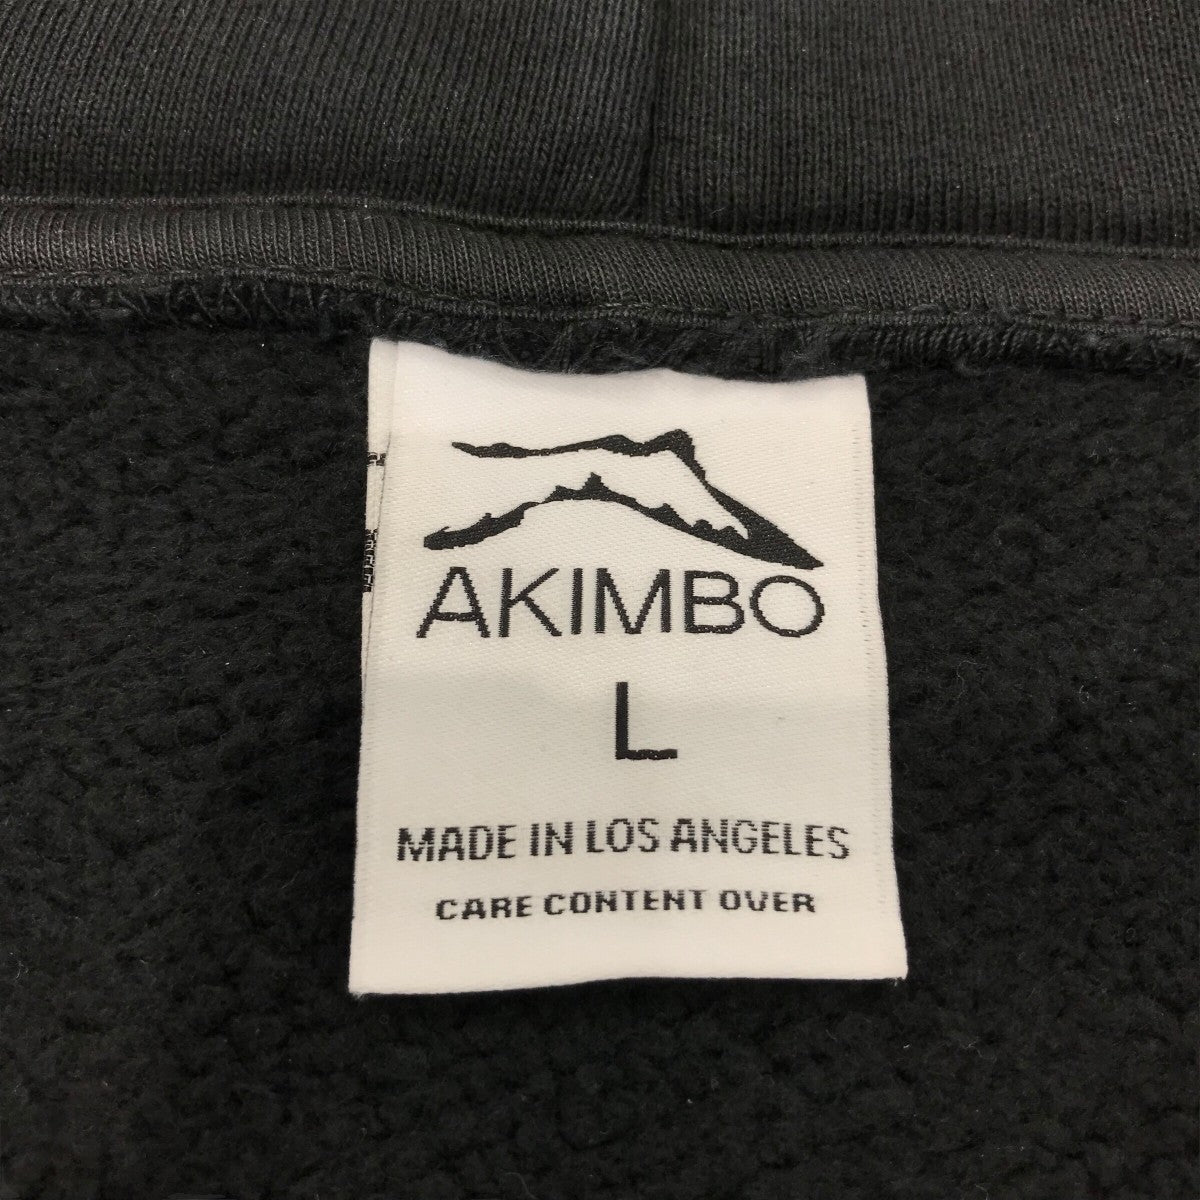 AKIMBO
L
MADE IN LOS ANGELES
CARE CONTENT OVER